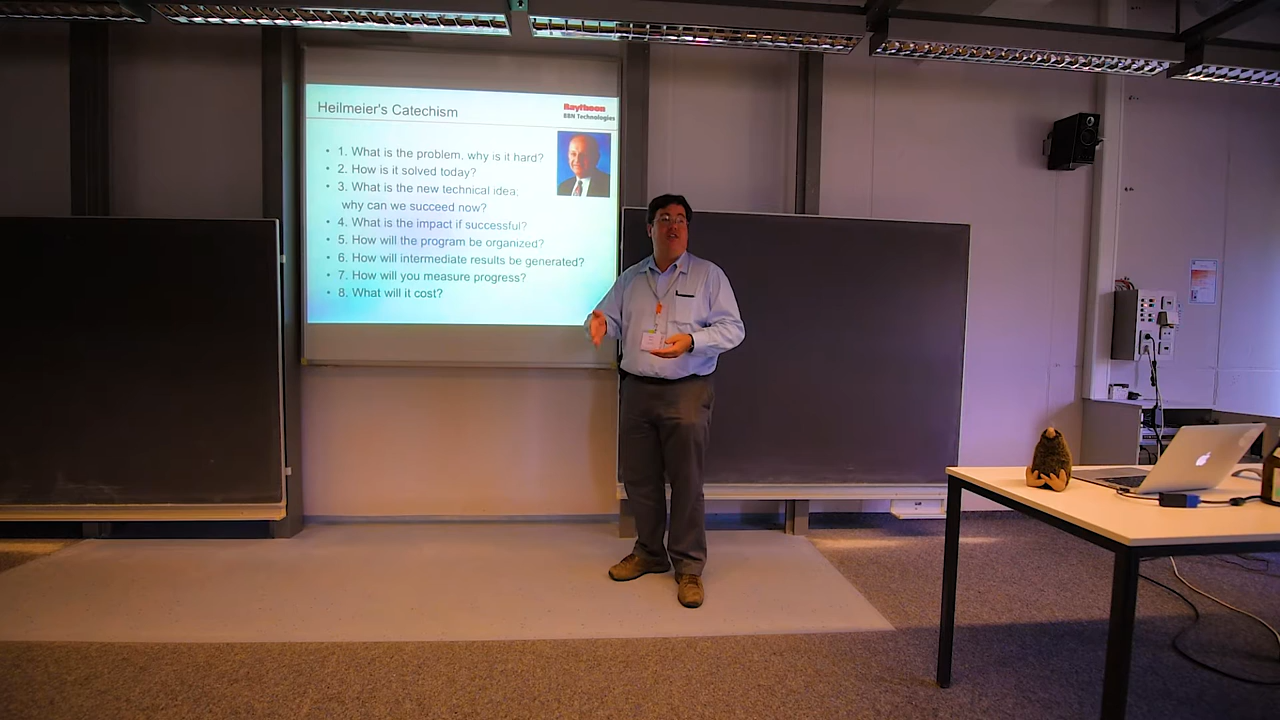 Heilmeier's Catechism
Raytheon
BBN Technologies
• 1. What is the problem, why is it hard?
• 2. How is it solved today?
• 3. What is the new technical idea;
why can we succeed now?
• 4. What is the impact if successful?
• 5. How will the program be organized?
• 6. How will intermediate results be generated?
• 7. How will you measure progress?
• 8. What will it cost?